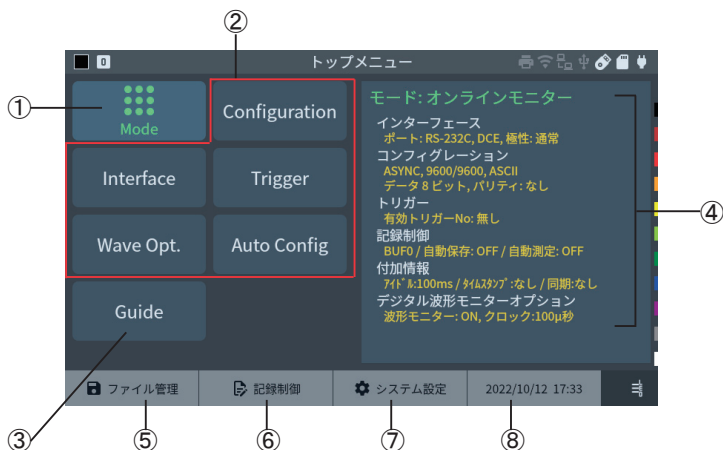 ②
0 トップメニュー
①
Mode
Configuration
Interface
Trigger
Wave Opt.
Auto Config
Guide
モード: オンラインモニター
インターフェース
ポート: RS-232C, DCE, 極性: 通常
コンフィグレーション
ASYNC, 9600/9600, ASCII
データ 8 ビット, パリティ: なし
トリガー
有効トリガーNo: 無し
記録制御
BUF0 / 自動保存: OFF / 自動測定: OFF
付加情報
ｱｲﾄﾞﾙ:100ms / ﾀｲﾑｽﾀﾝﾌﾟ:なし / 同期:なし
デジタル波形モニターオプション
波形モニター: ON, クロック:100μ秒
④
ファイル管理 記録制御 システム設定 2022/10/12 17:33
③ ⑤ ⑥ ⑦ ⑧